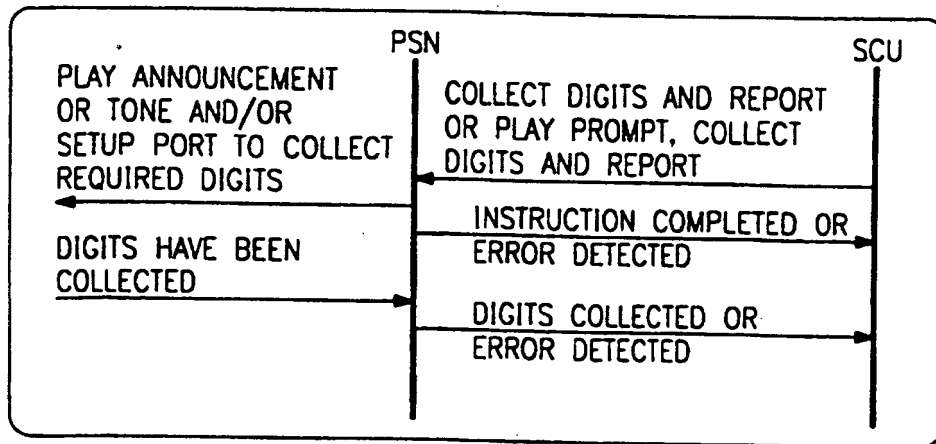 PSN
SCU
PLAY ANNOUNCEMENT
OR TONE AND/OR
SETUP PORT TO COLLECT
REQUIRED DIGITS
COLLECT DIGITS AND REPORT
OR PLAY PROMPT, COLLECT
DIGITS AND REPORT
INSTRUCTION COMPLETED OR
ERROR DETECTED
DIGITS HAVE BEEN
COLLECTED
DIGITS COLLECTED OR
ERROR DETECTED